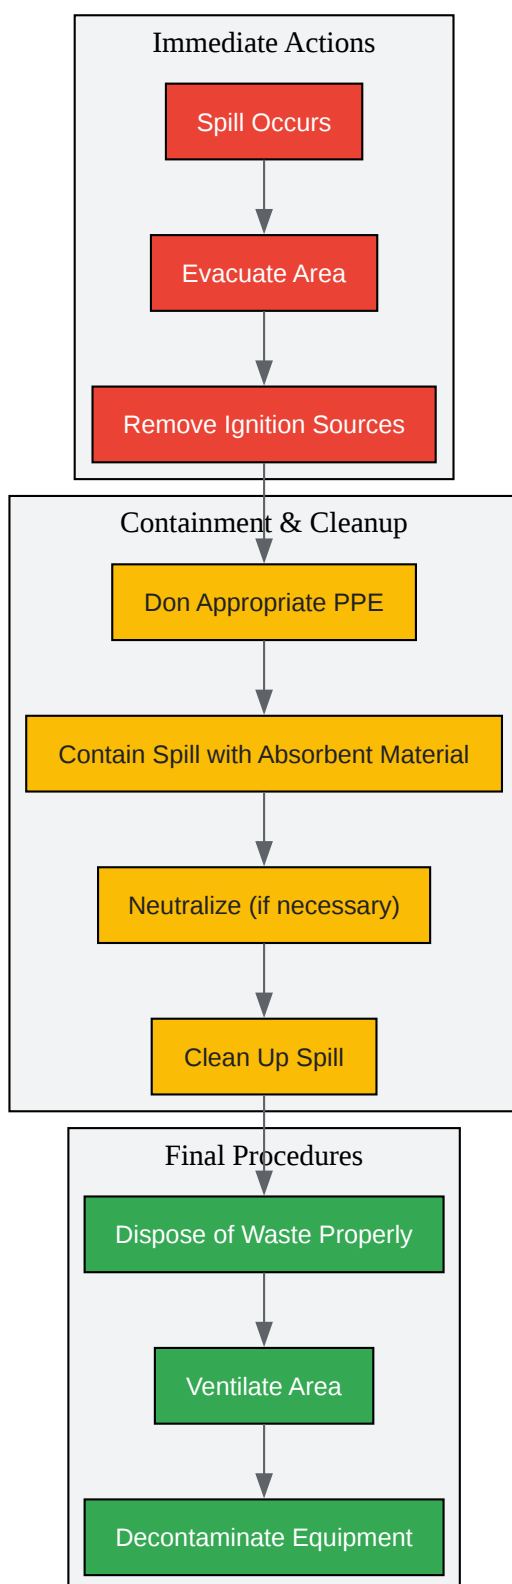 Immediate Actions
Spill Occurs
Evacuate Area
Remove Ignition Sources
Containment & Cleanup
Don Appropriate PPE
Contain Spill with Absorbent Material
Neutralize (if necessary)
Clean Up Spill
Final Procedures
Dispose of Waste Properly
Ventilate Area
Decontaminate Equipment